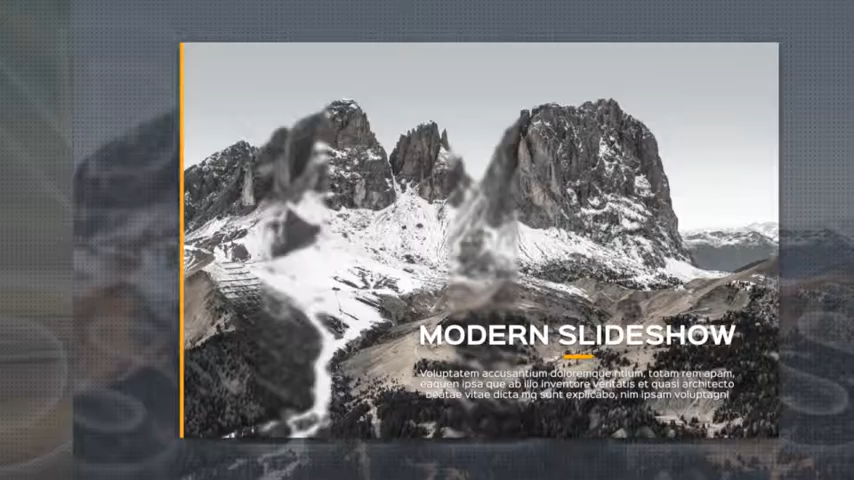 MODERN SLIDESHOW
Voluptatem accusantium doloremque ntium, totam rem apam,
eaquen ipsa que ab illo inventore veritatis et quasi architecto
beatae vitae dicta mq sunt explicabo, nim ipsam voluptagni